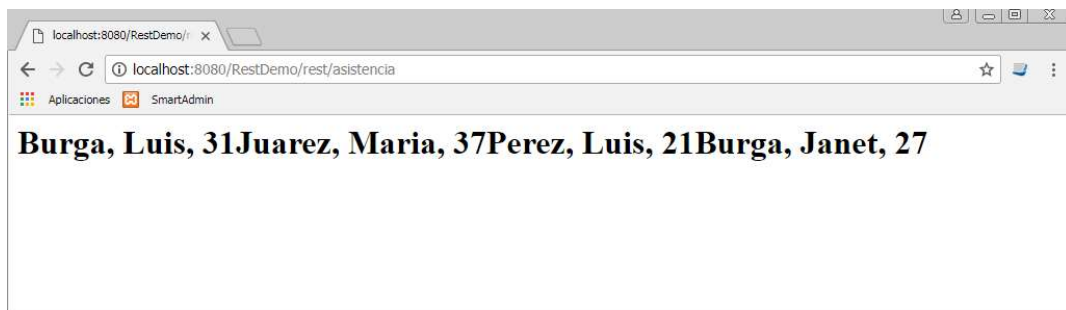 localhost:8080/RestDemo/r
localhost:8080/RestDemo/rest/asistencia
Aplicaciones SmartAdmin
Burga, Luis, 31Juarez, Maria, 37Perez, Luis, 21Burga, Janet, 27